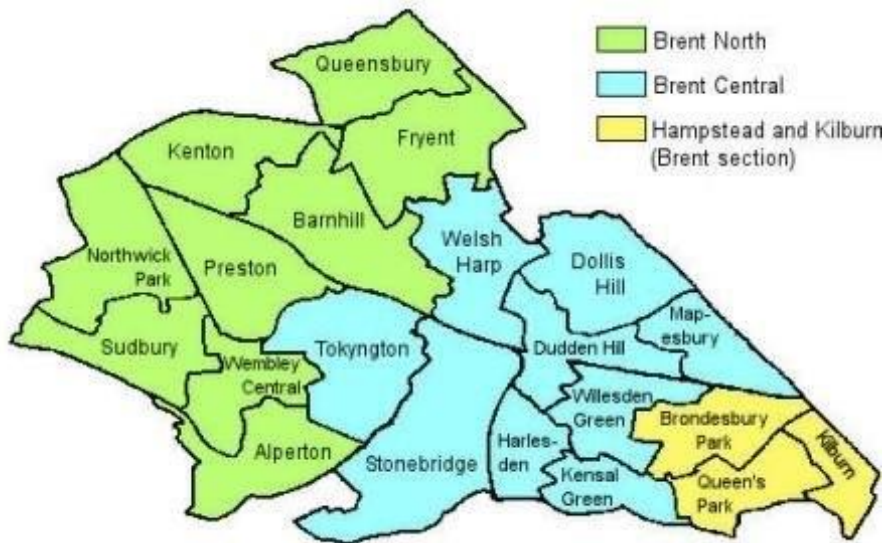 Queensbury
Brent North
Brent Central
Hampstead and Kilburn
(Brent section)
Fryent
Kenton
Barnhill
Northwick
Park
Preston
Welsh
Harp
Dollis
Hill
Map-
esbury
Sudbury
Wembley
Central
Tokyngton
Dudden Hill
Willesden
Green
Brondesbury
Park
Kilburn
Alperton
Stonebridge
Harles-
den
Kensal
Green
Queen's
Park